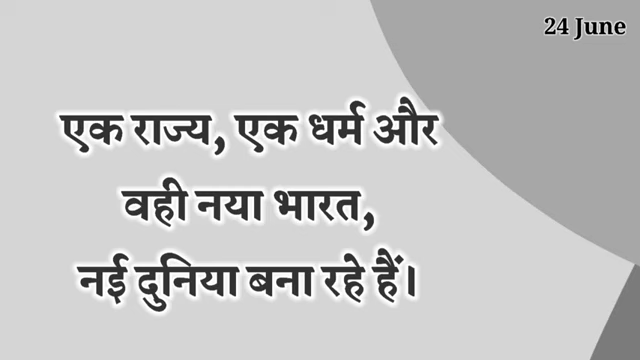 24 June
एक राज्य, एक धर्म और
वही नया भारत,
नई दुनिया बना रहे हैं।